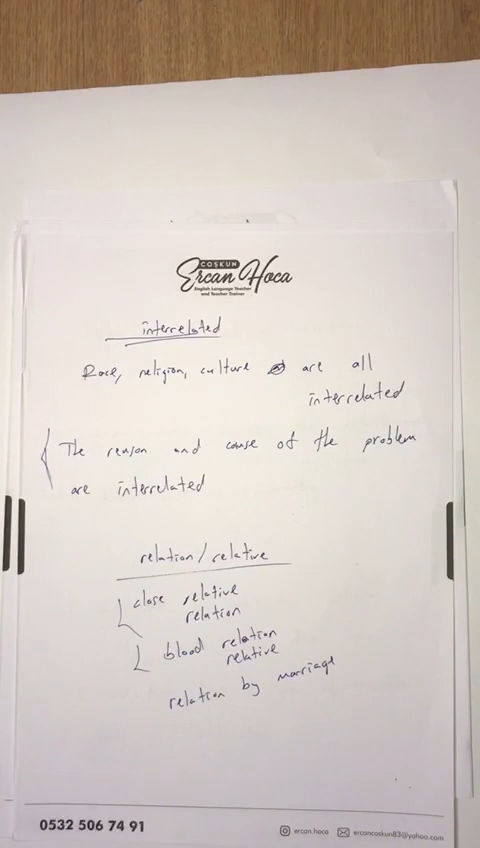 COŞKUN
Ercan Hoca
English Language Teacher
and Teacher Trainer
interrelated
Race, religion, culture are all
interrelated
The reason and cause of the problem
are interrelated
relation/relative
close relative
relation
blood relation
relative
relation by marriage
0532 506 74 91
ercan.hoca ercancoskun83@yahoo.com